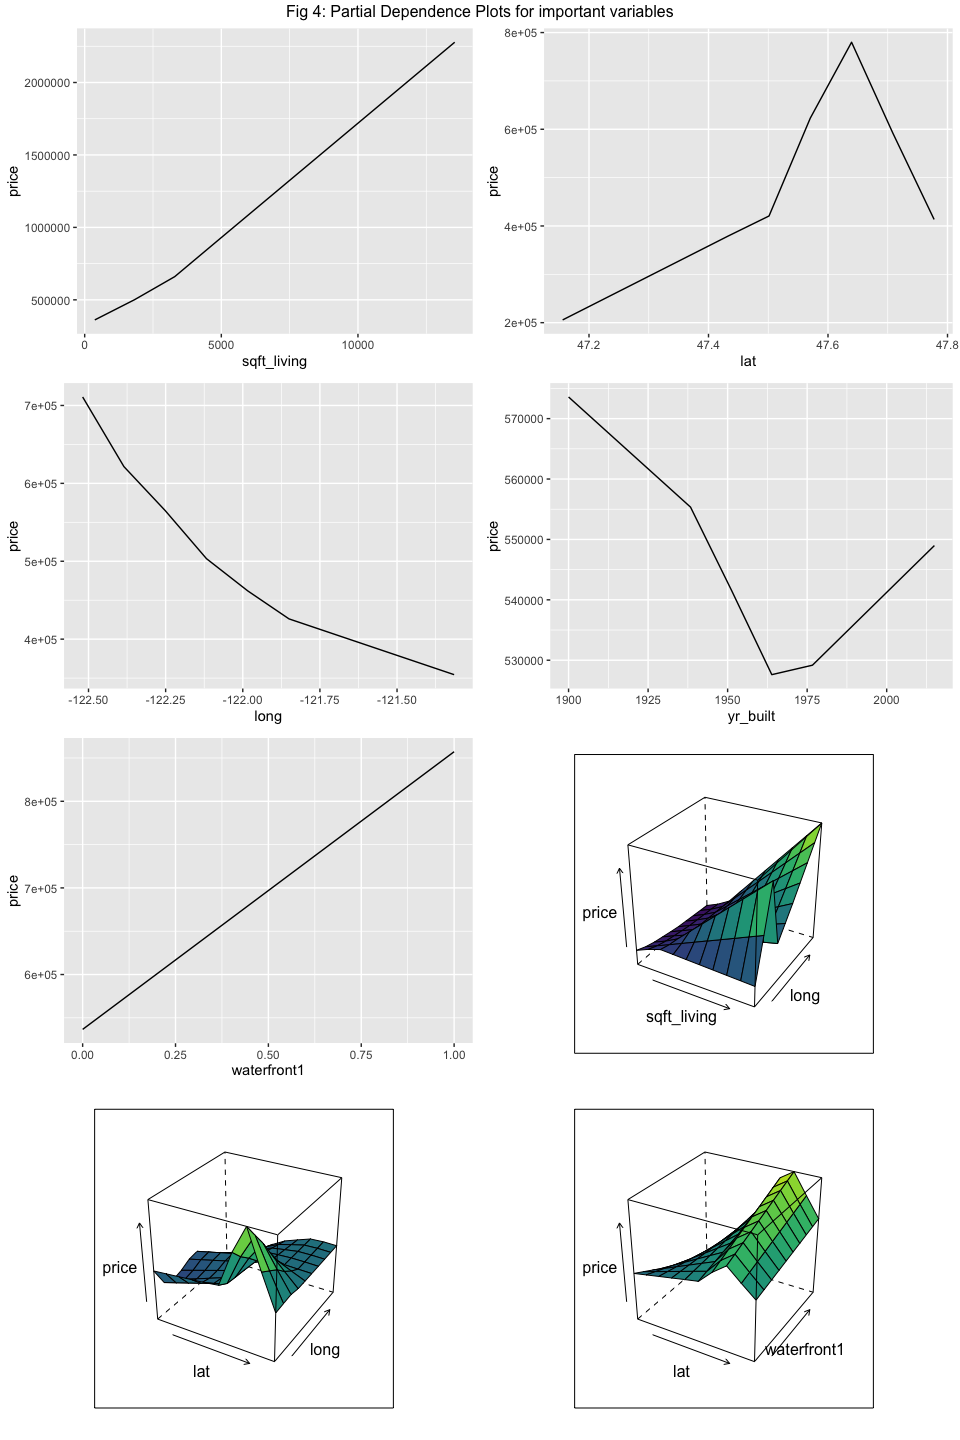 Fig 4: Partial Dependence Plots for important variables
price
2000000
1500000
1000000
500000
0 5000 10000
sqft_living
price
8e+05
6e+05
4e+05
2e+05
47.2 47.4 47.6 47.8
lat
price
7e+05
6e+05
5e+05
4e+05
-122.50 -122.25 -122.00 -121.75 -121.50
long
price
570000
560000
550000
540000
530000
1900 1925 1950 1975 2000
yr_built
price
8e+05
7e+05
6e+05
0.00 0.25 0.50 0.75 1.00
waterfront1
price
sqft_living
long
price
lat
long
price
lat
waterfront1